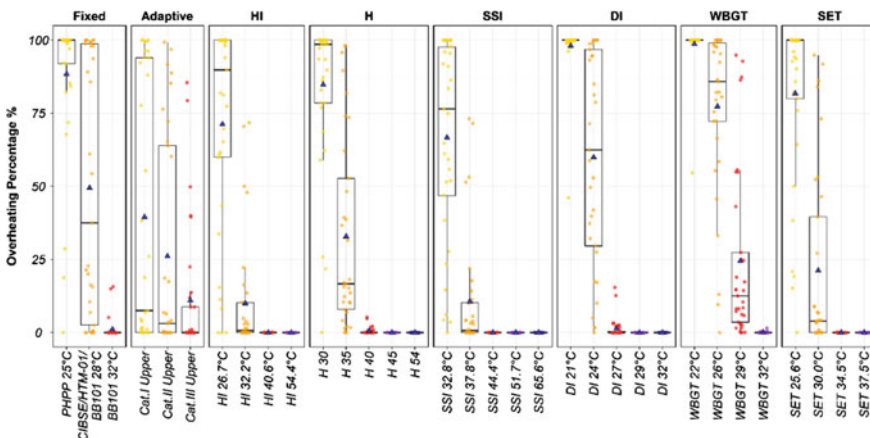 Fixed Adaptive HI H SSI DI WBGT SET
Overheating Percentage %
100
75
50
25
0
PHPP 25°C
CIBSE/HTM-01/
BB101 28°C
BB101 32°C
Cat.I Upper
Cat.II Upper
Cat.III Upper
HI 26.7°C
HI 32.2°C
HI 40.6°C
HI 54.4°C
H 30
H 35
H 40
H 45
H 54
SSI 32.8°C
SSI 37.8°C
SSI 44.4°C
SSI 51.7°C
SSI 65.6°C
DI 21°C
DI 24°C
DI 27°C
DI 29°C
DI 32°C
WBGT 22°C
WBGT 26°C
WBGT 29°C
WBGT 32°C
SET 25.6°C
SET 30.0°C
SET 34.5°C
SET 37.5°C